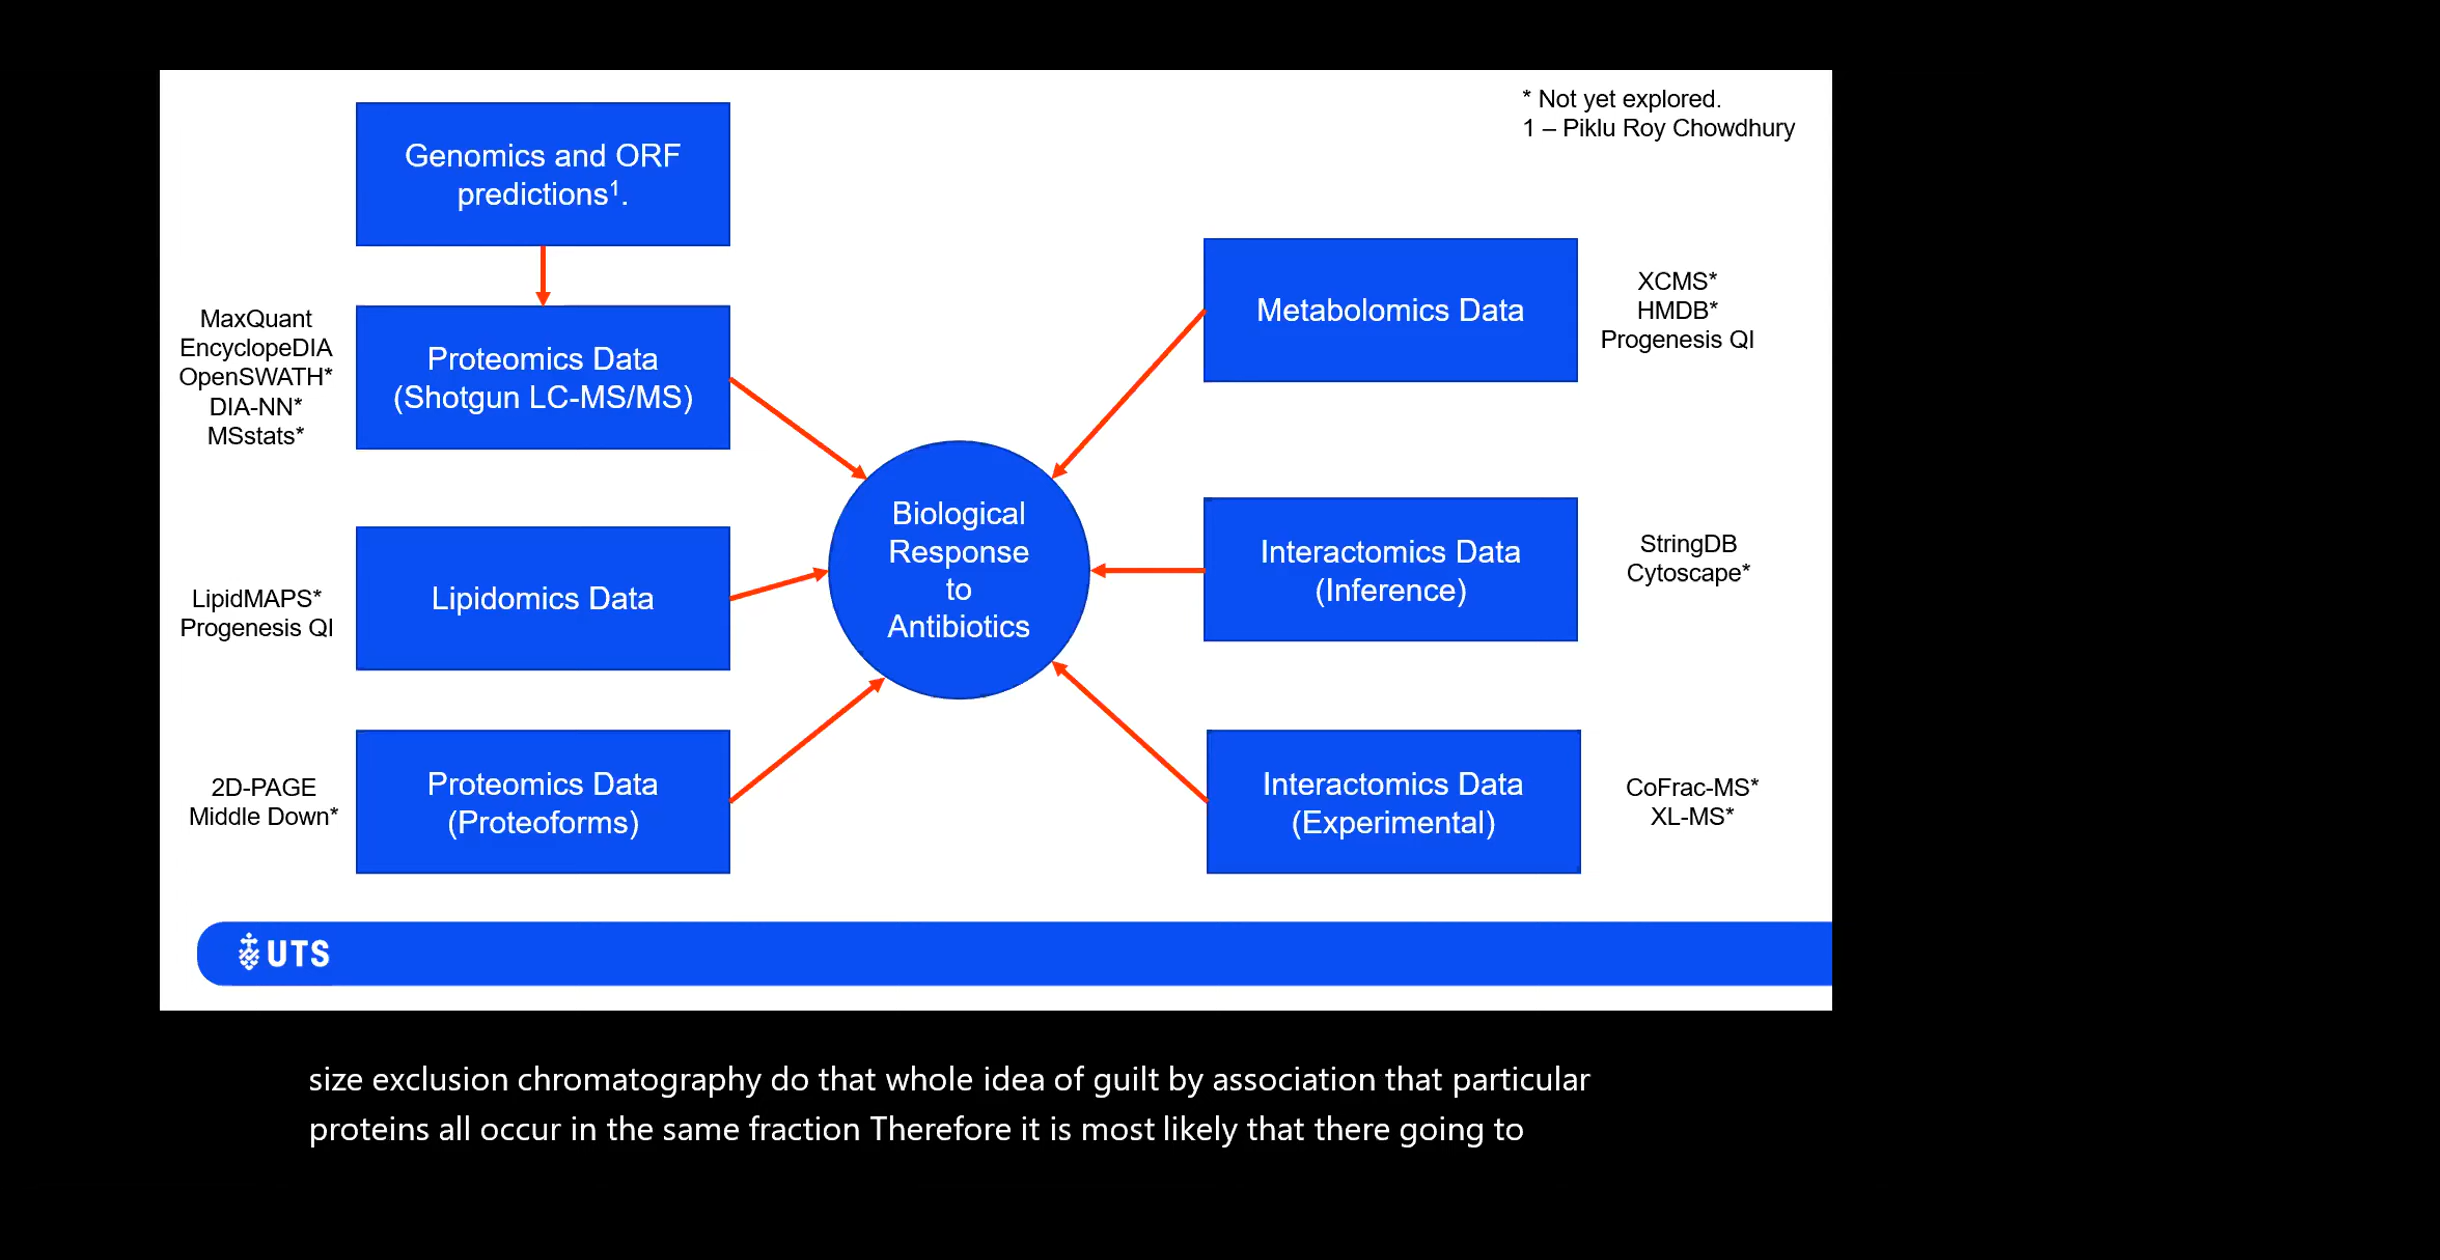 * Not yet explored.
1 – Piklu Roy Chowdhury
Genomics and ORF
predictions¹.
MaxQuant
EncyclopeDIA
OpenSWATH*
DIA-NN*
MSstats*
Proteomics Data
(Shotgun LC-MS/MS)
LipidMAPS*
Progenesis QI
Lipidomics Data
2D-PAGE
Middle Down*
Proteomics Data
(Proteoforms)
Biological
Response
to
Antibiotics
Metabolomics Data
XCMS*
HMDB*
Progenesis QI
Interactomics Data
(Inference)
StringDB
Cytoscape*
Interactomics Data
(Experimental)
CoFrac-MS*
XL-MS*
UTS
size exclusion chromatography do that whole idea of guilt by association that particular
proteins all occur in the same fraction Therefore it is most likely that there going to